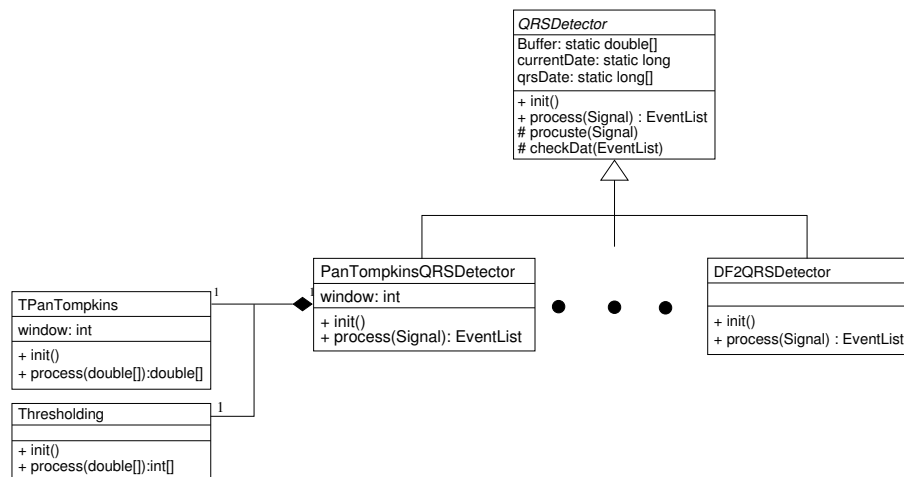 QRSDetector
Buffer: static double[]
currentDate: static long
qrsDate: static long[]
+ init()
+ process(Signal) : EventList
# procuste(Signal)
# checkDat(EventList)
PanTompkinsQRSDetector
window: int
+ init()
+ process(Signal): EventList
DF2QRSDetector
+ init()
+ process(Signal) : EventList
1
1
TPanTompkins
window: int
+ init()
+ process(double[]):double[]
1
Thresholding
+ init()
+ process(double[]):int[]